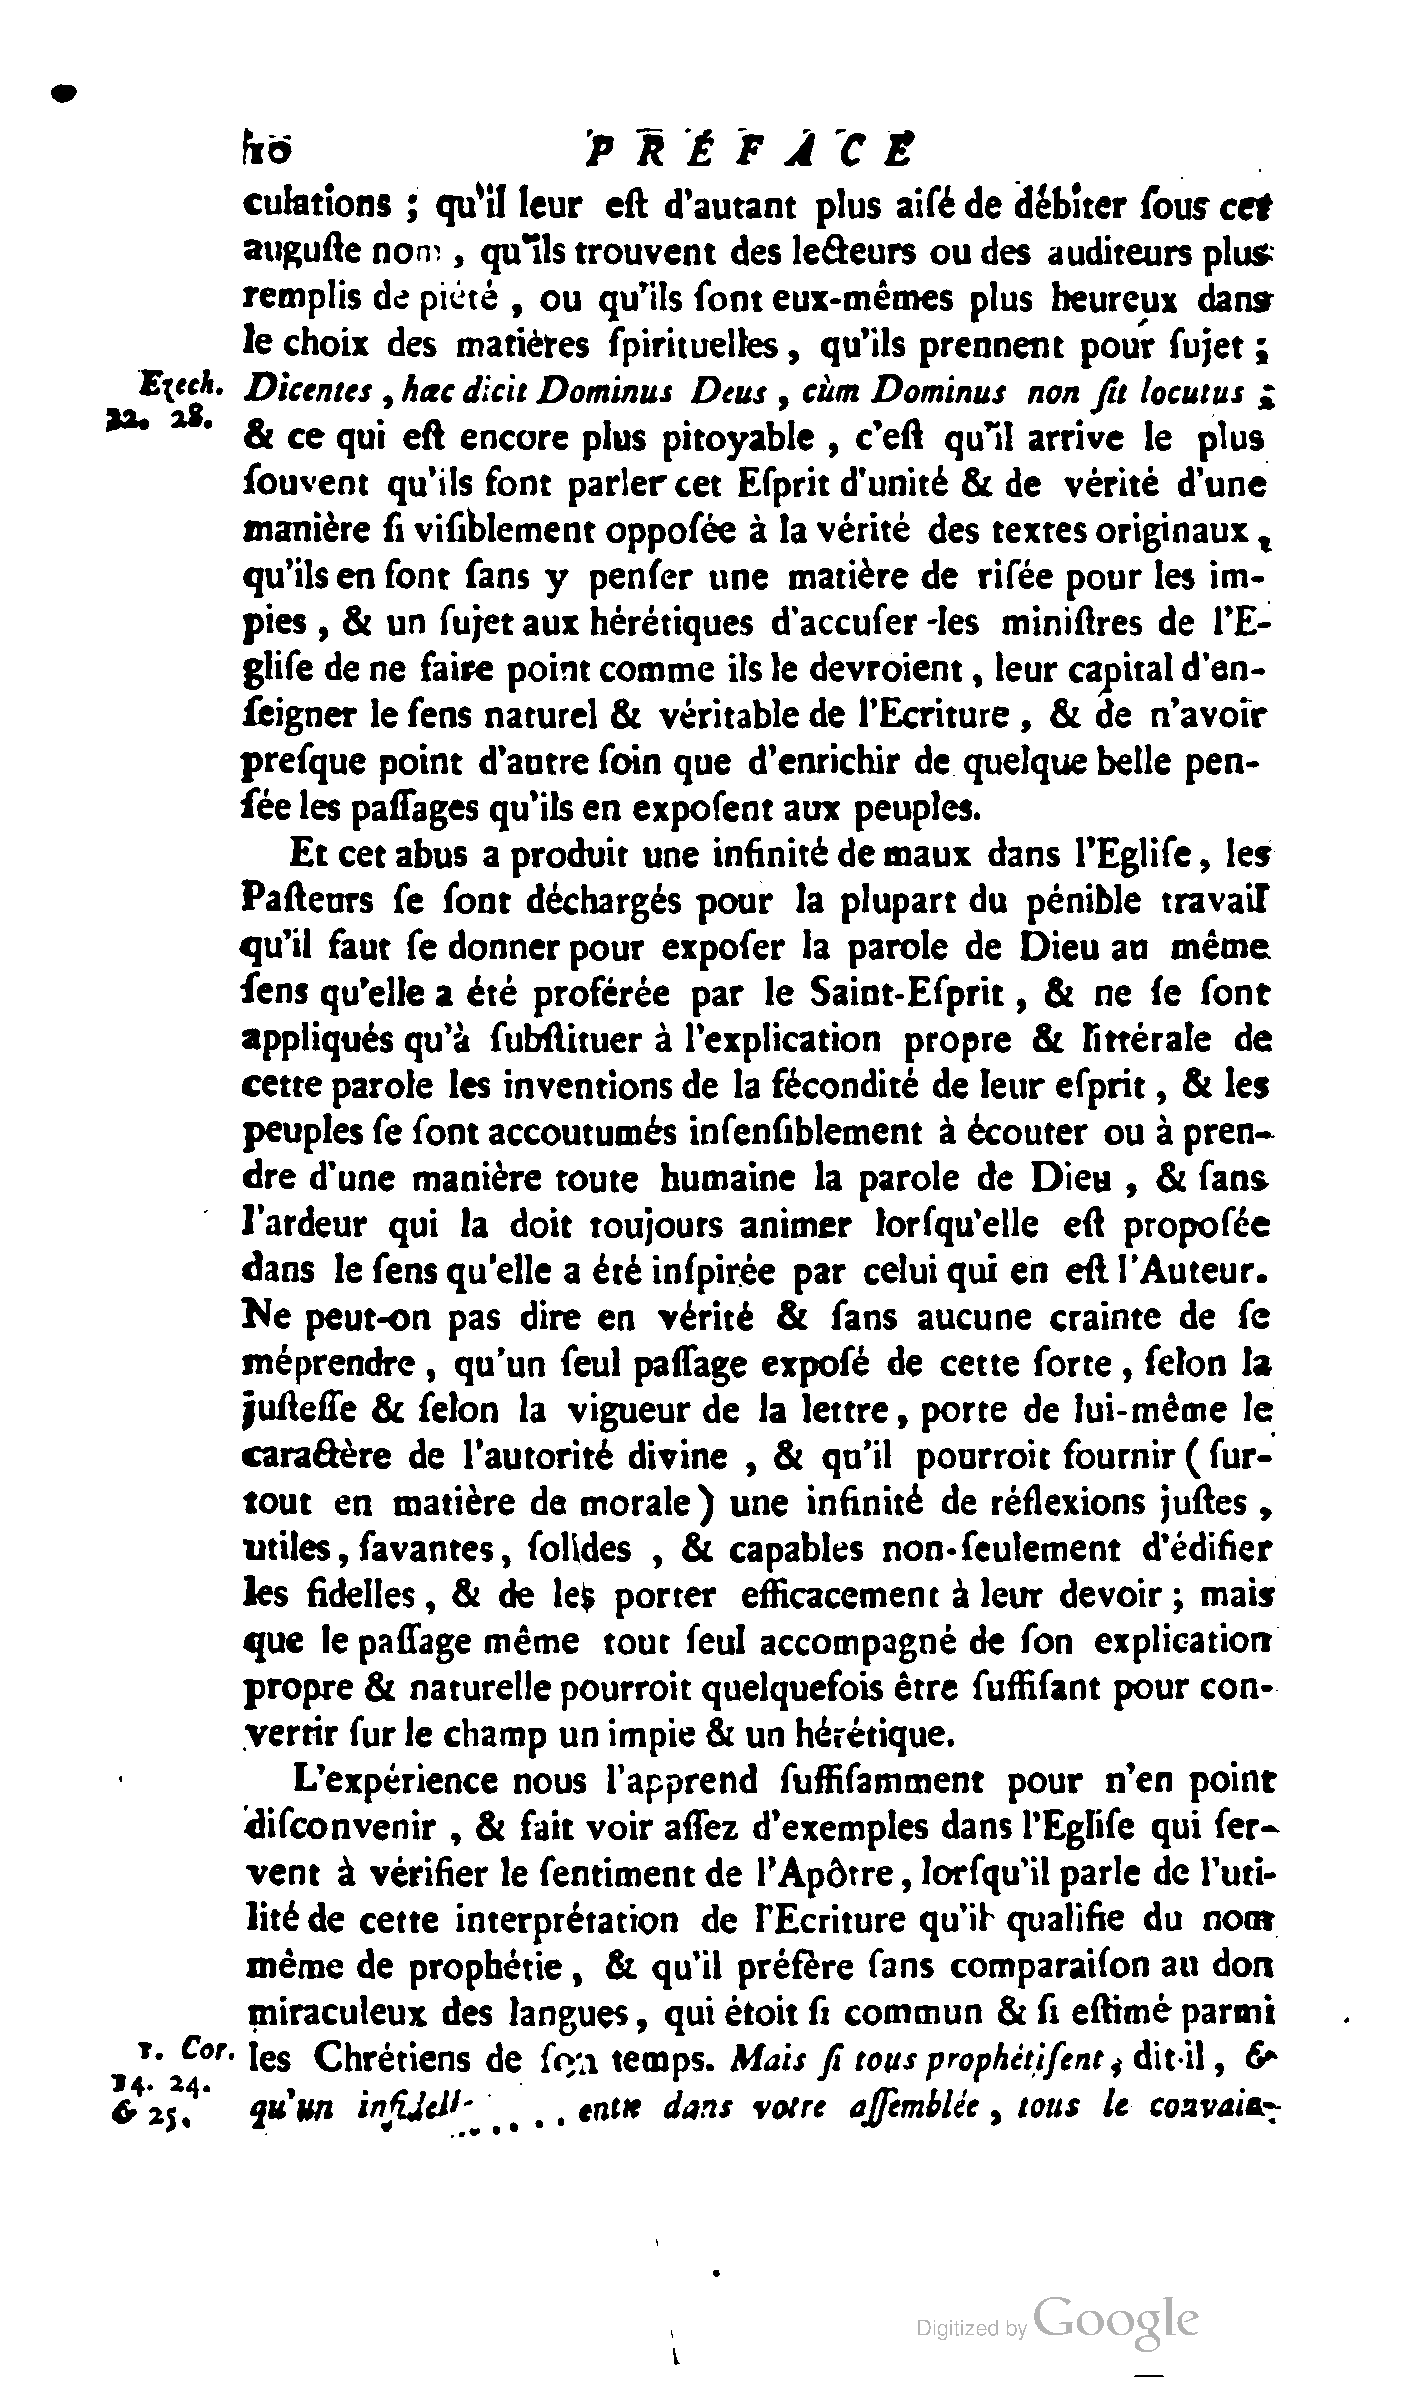 10 PRÉFACE
culations ; qu'il leur eſt d'autant plus aiſé de débiter ſous cet
auguſte nom , qu'ils trouvent des lecteurs ou des auditeurs plus
remplis de piété , ou qu'ils ſont eux-mêmes plus heureux dans
le choix des matières ſpirituelles , qu'ils prennent pour ſujet ;
Ezech. 22. 28.
Dicentes , hæc dicit Dominus Deus , cùm Dominus non ſit locutus ;
& ce qui eſt encore plus pitoyable , c'eſt qu'il arrive le plus
ſouvent qu'ils font parler cet Eſprit d'unité & de vérité d'une
manière ſi viſiblement oppoſée à la vérité des textes originaux ,
qu'ils en font ſans y penſer une matière de riſée pour les im-
pies , & un ſujet aux hérétiques d'accuſer les miniſtres de l'E-
gliſe de ne faire point comme ils le devroient , leur capital d'en-
ſeigner le ſens naturel & véritable de l'Ecriture , & de n'avoir
preſque point d'autre ſoin que d'enrichir de quelque belle pen-
ſée les paſſages qu'ils en expoſent aux peuples.
Et cet abus a produit une infinité de maux dans l'Egliſe , les
Paſteurs ſe ſont déchargés pour la plupart du pénible travail
qu'il faut ſe donner pour expoſer la parole de Dieu au même
ſens qu'elle a été proférée par le Saint-Eſprit , & ne ſe ſont
appliqués qu'à ſubſtituer à l'explication propre & littérale de
cette parole les inventions de la fécondité de leur eſprit , & les
peuples ſe ſont accoutumés inſenſiblement à écouter ou à pren-
dre d'une manière toute humaine la parole de Dieu , & ſans
l'ardeur qui la doit toujours animer lorſqu'elle eſt propoſée
dans le ſens qu'elle a été inſpirée par celui qui en eſt l'Auteur.
Ne peut-on pas dire en vérité & ſans aucune crainte de ſe
méprendre , qu'un ſeul paſſage expoſé de cette ſorte , ſelon la
juſteſſe & ſelon la vigueur de la lettre , porte de lui-même le
caractère de l'autorité divine , & qu'il pourroit fournir ( ſur-
tout en matière de morale ) une infinité de réflexions juſtes ,
utiles , ſavantes , ſolides , & capables non-ſeulement d'édifier
les fidelles , & de les porter efficacement à leur devoir ; mais
que le paſſage même tout ſeul accompagné de ſon explication
propre & naturelle pourroit quelquefois être ſuffiſant pour con-
vertir ſur le champ un impie & un hérétique.
L'expérience nous l'apprend ſuffiſamment pour n'en point
diſconvenir , & fait voir aſſez d'exemples dans l'Egliſe qui ſer-
vent à vérifier le ſentiment de l'Apôtre , lorſqu'il parle de l'uti-
lité de cette interprétation de l'Ecriture qu'il qualifie du nom
même de prophétie , & qu'il préfère ſans comparaiſon au don
miraculeux des langues , qui étoit ſi commun & ſi eſtimé parmi
1. Cor. 14. 24. & 25.
les Chrétiens de ſon temps. Mais ſi tous prophétiſent , dit-il , &
qu'un infidelle . . . . entre dans votre aſſemblée , tous le convain-
Digitized by Google